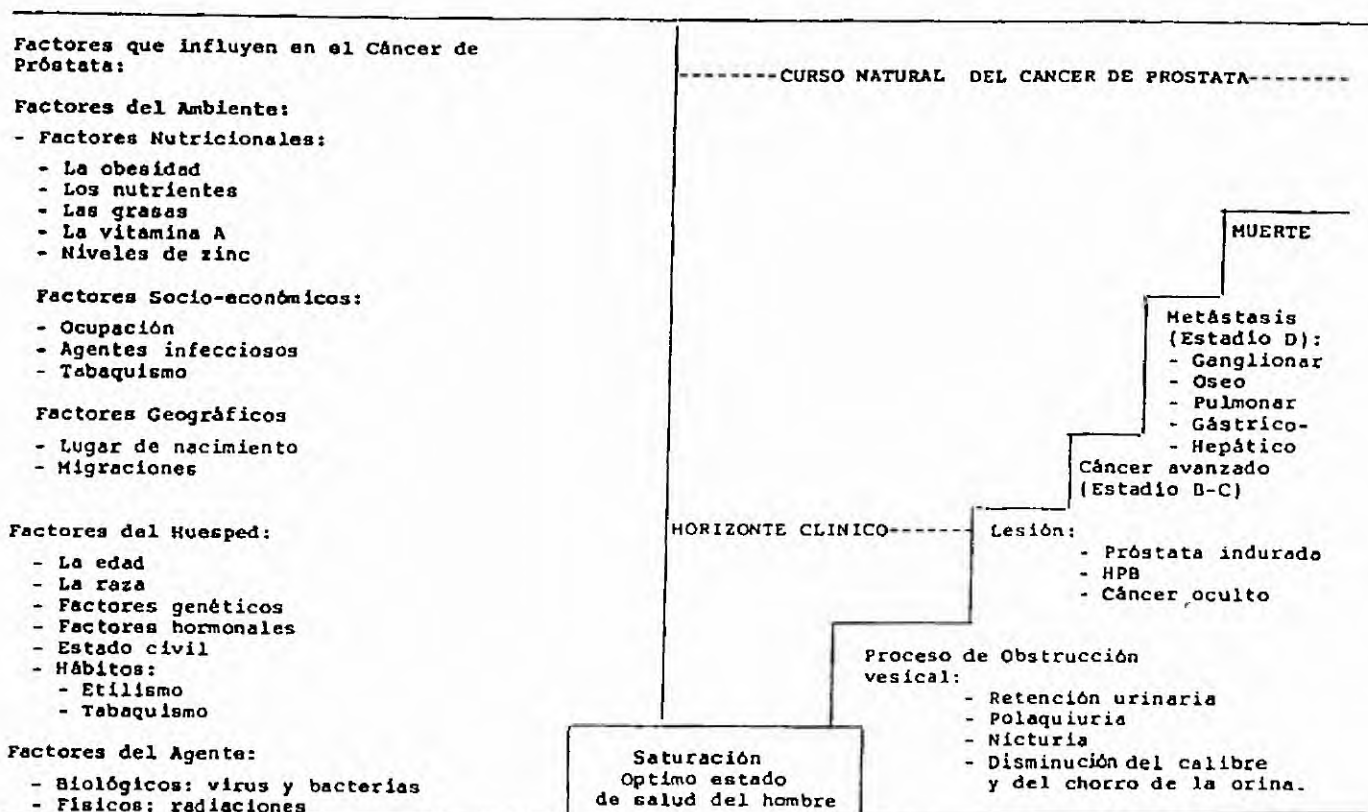 Factores que influyen en el Cáncer de
Próstata:
Factores del Ambiente:
- Factores Nutricionales:
- La obesidad
- Los nutrientes
- Las grasas
- La vitamina A
- Niveles de zinc
Factores Socio-económicos:
- Ocupación
- Agentes infecciosos
- Tabaquismo
Factores Geográficos
- Lugar de nacimiento
- Migraciones
Factores del Huesped:
- La edad
- La raza
- Factores genéticos
- Factores hormonales
- Estado civil
- Hábitos:
- Etilismo
- Tabaquismo
Factores del Agente:
- Biológicos: virus y bacterias
- Físicos: radiaciones
--------CURSO NATURAL DEL CANCER DE PROSTATA--------
MUERTE
Metástasis
(Estadio D):
- Ganglionar
- Oseo
- Pulmonar
- Gástrico-
- Hepático
Cáncer avanzado
(Estadio B-C)
HORIZONTE CLINICO-------
Lesión:
- Próstata indurada
- HPB
- Cáncer oculto
Proceso de Obstrucción
vesical:
- Retención urinaria
- Polaquiuria
- Nicturia
- Disminución del calibre
y del chorro de la orina.
Saturación
Optimo estado
de salud del hombre